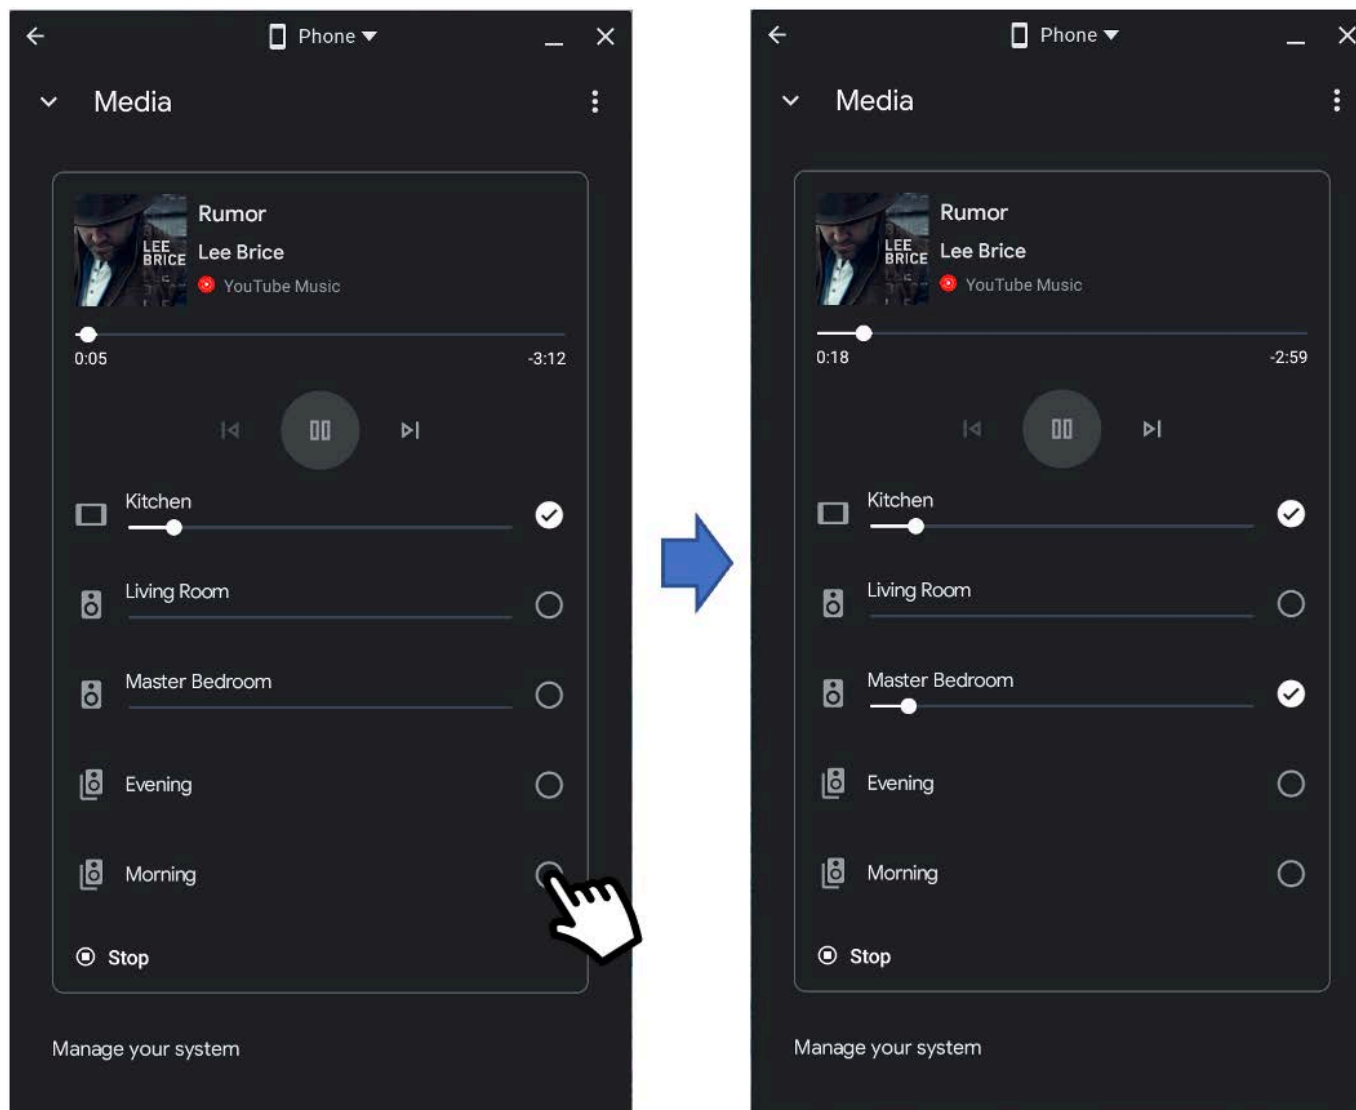 Phone
Media
LEE
BRICE
Rumor
Lee Brice
YouTube Music
0:05
-3:12
Kitchen
Living Room
Master Bedroom
Evening
Morning
Stop
Manage your system
Phone
Media
LEE
BRICE
Rumor
Lee Brice
YouTube Music
0:18
-2:59
Kitchen
Living Room
Master Bedroom
Evening
Morning
Stop
Manage your system